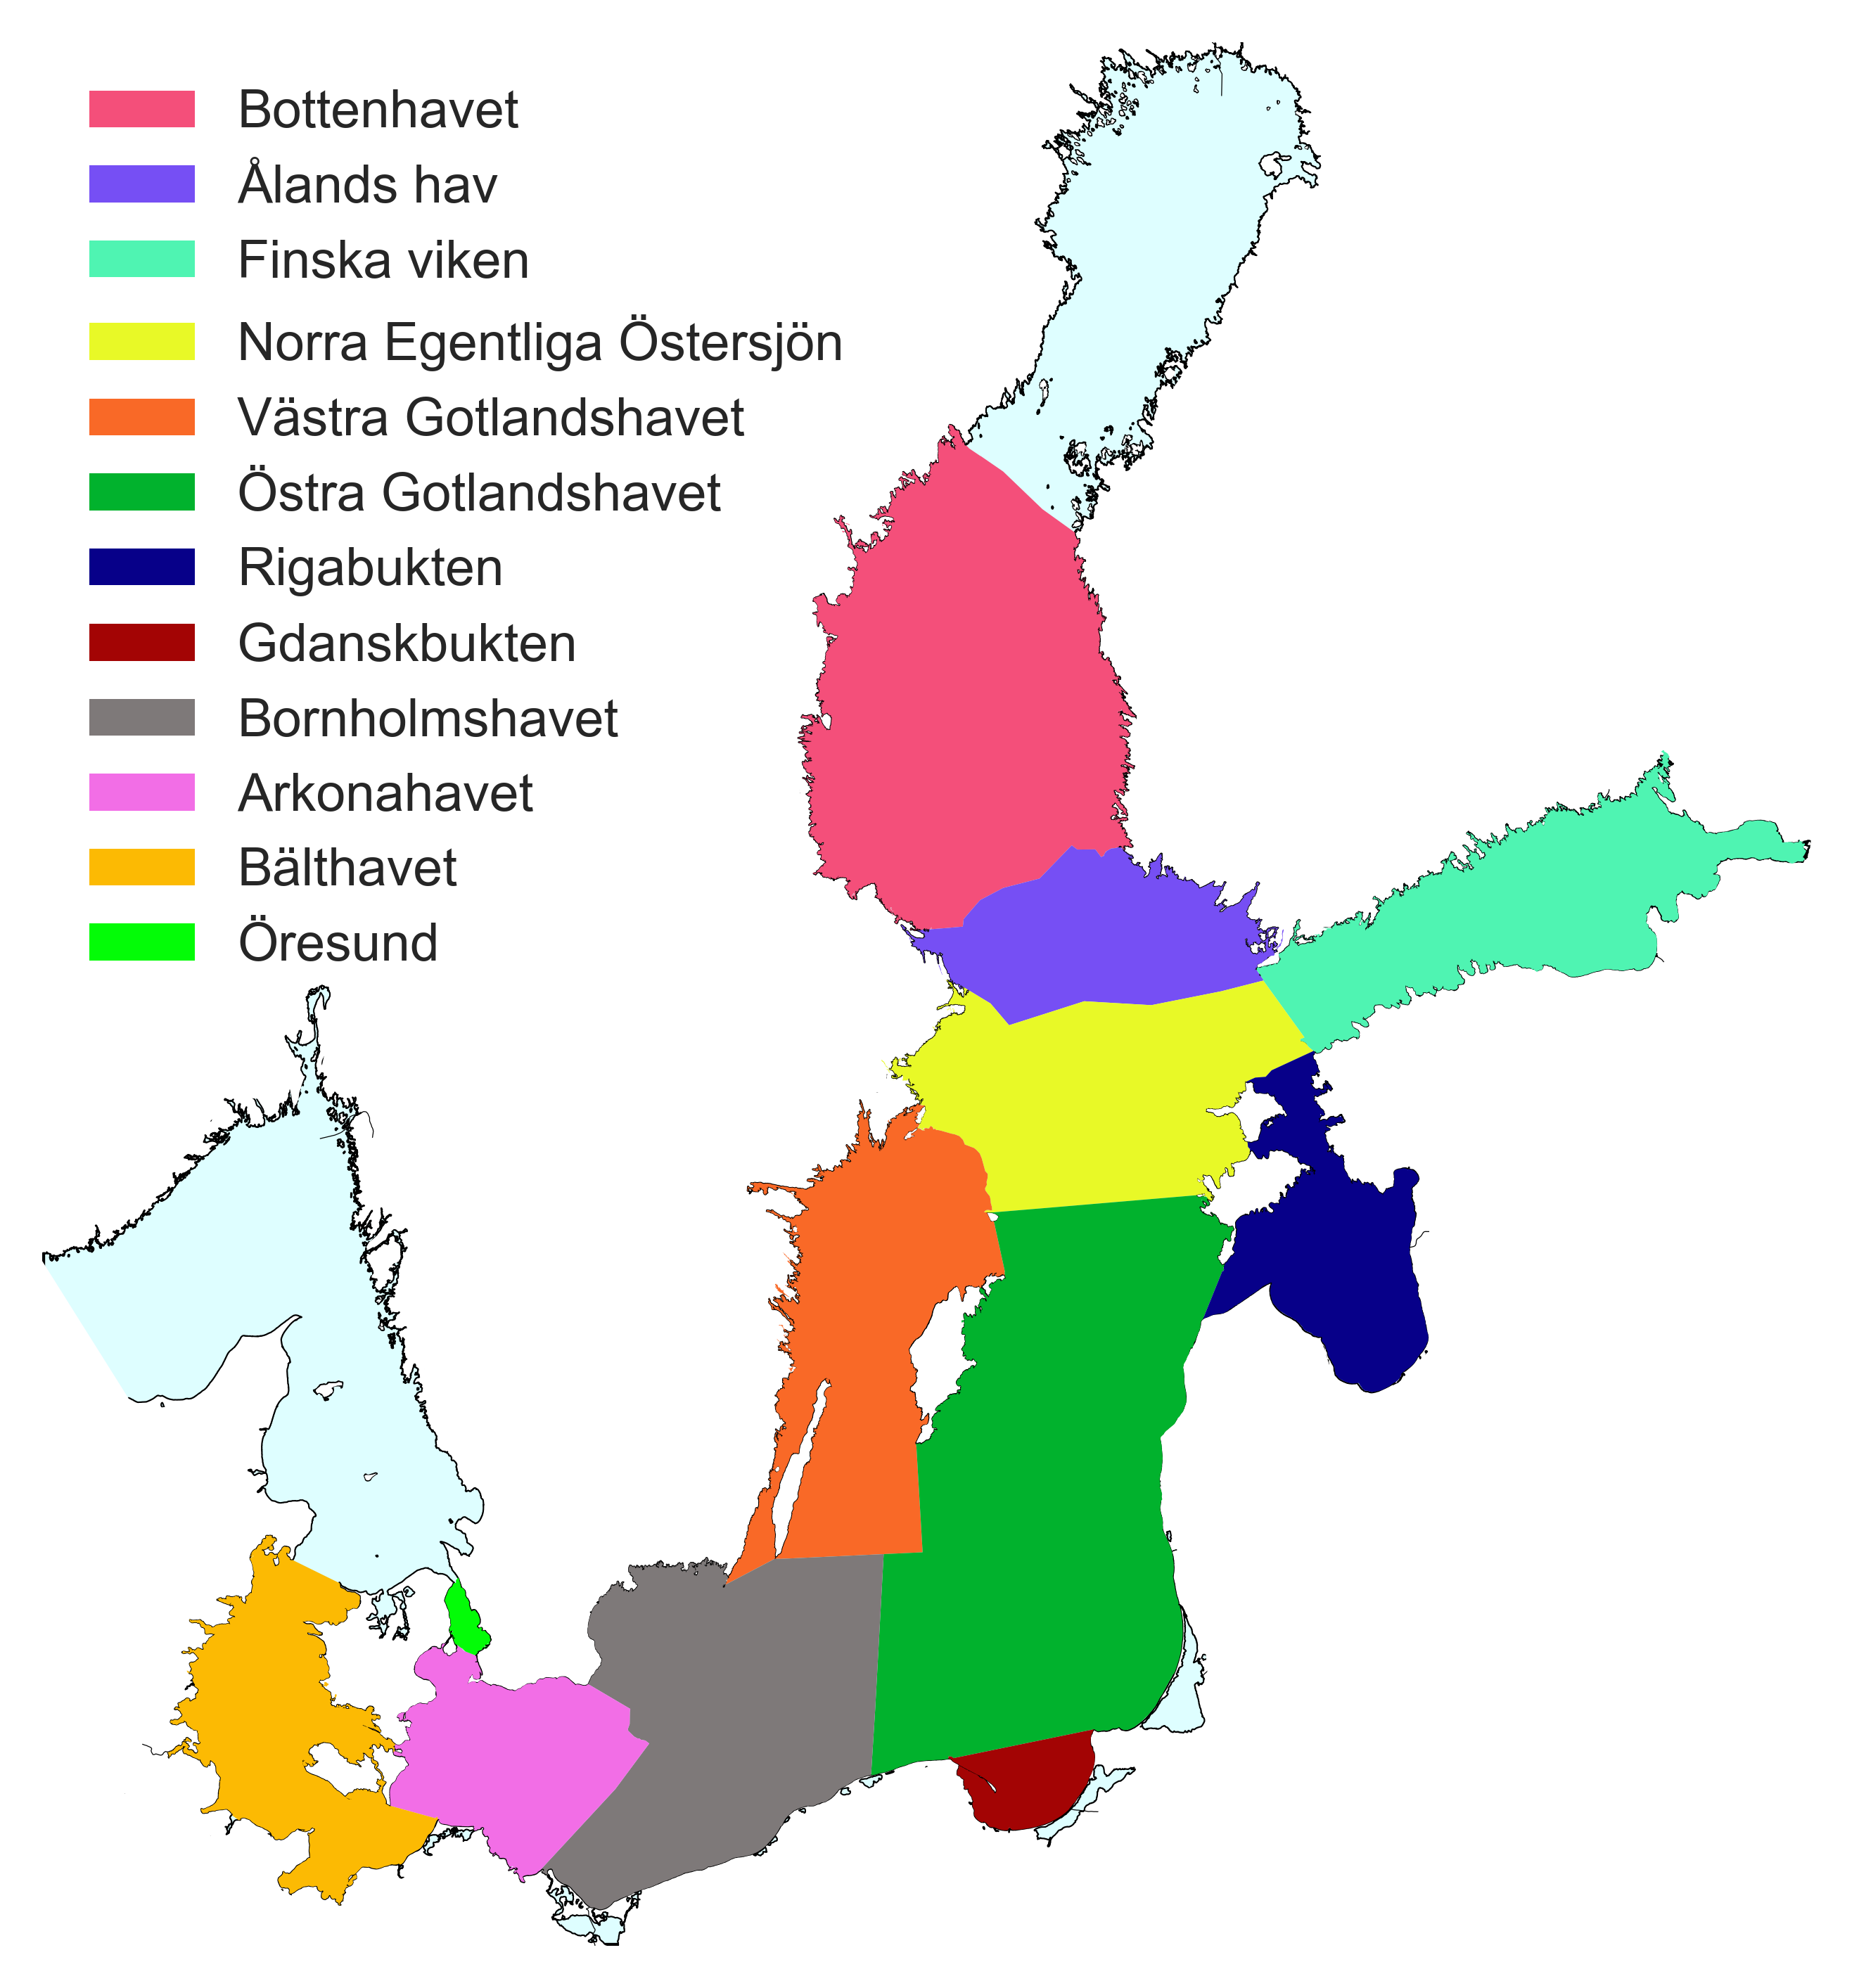 Bottenhavet
Ålands hav
Finska viken
Norra Egentliga Östersjön
Västra Gotlandshavet
Östra Gotlandshavet
Rigabukten
Gdanskbukten
Bornholmshavet
Arkonahavet
Bälthavet
Öresund